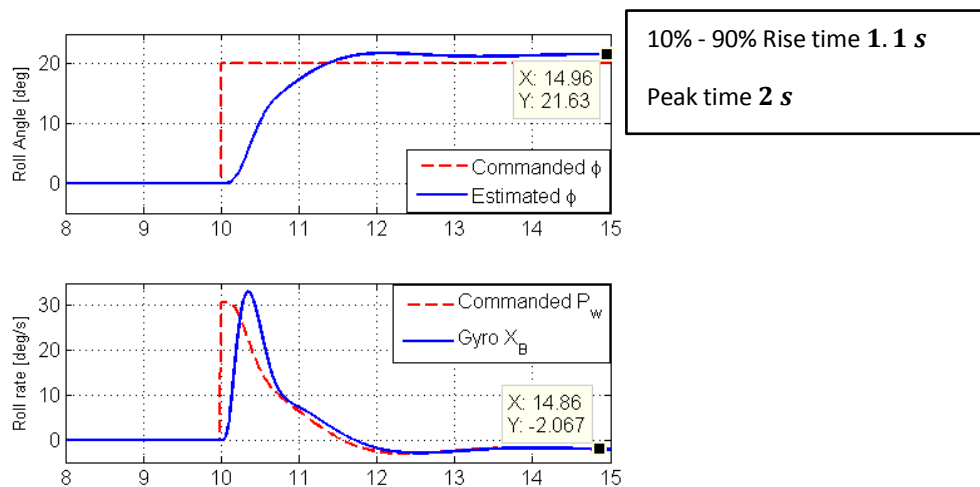 10% - 90% Rise time 1.1 s
Peak time 2 s
Roll Angle [deg]
20
10
0
X: 14.96
Y: 21.63
Commanded ϕ
Estimated ϕ
8 9 10 11 12 13 14 15
Roll rate [deg/s]
30
20
10
0
Commanded P_w
Gyro X_B
X: 14.86
Y: -2.067
8 9 10 11 12 13 14 15